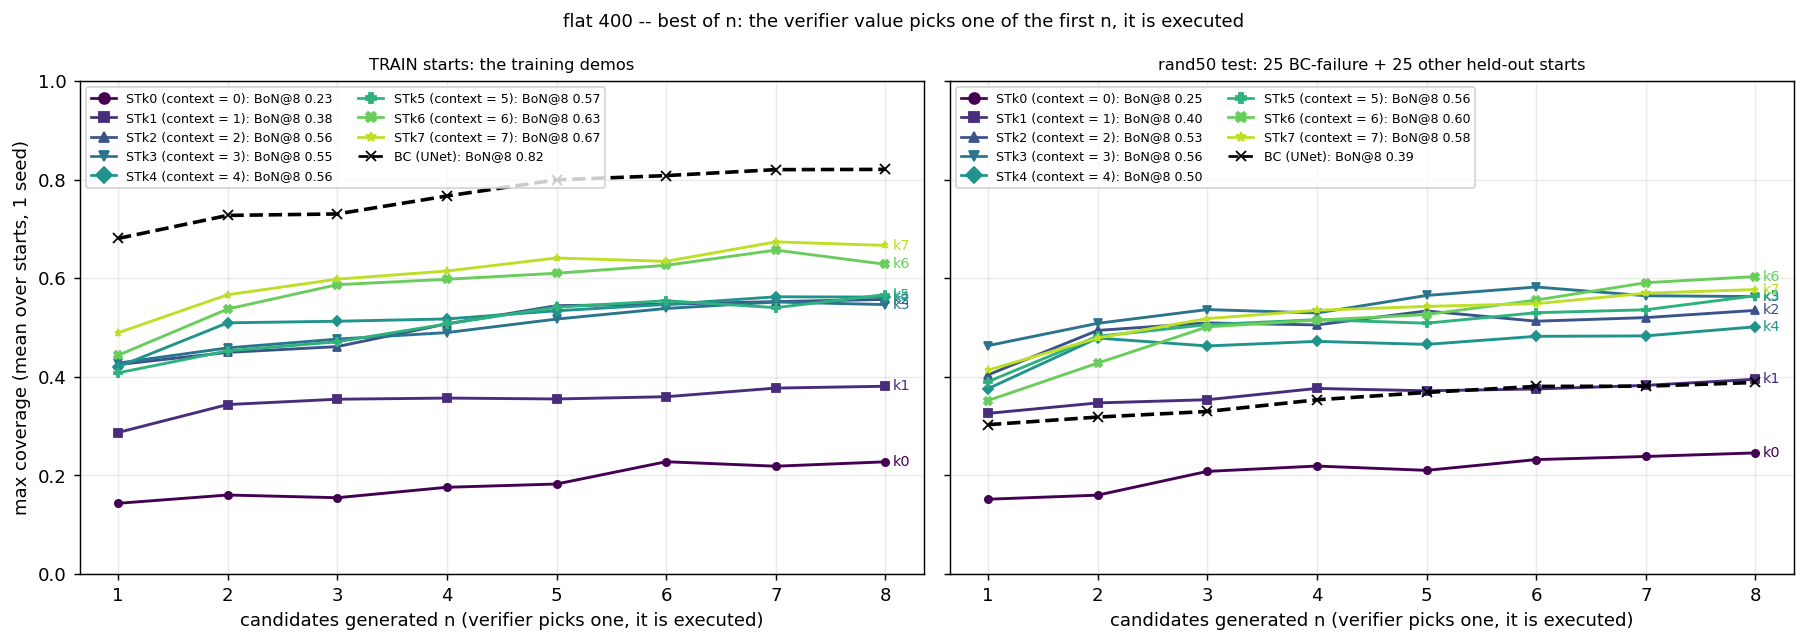 flat 400 -- best of n: the verifier value picks one of the first n, it is executed
TRAIN starts: the training demos
max coverage (mean over starts, 1 seed)
1.0
0.8
0.6
0.4
0.2
0.0
STk0 (context = 0): BoN@8 0.23
STk1 (context = 1): BoN@8 0.38
STk2 (context = 2): BoN@8 0.56
STk3 (context = 3): BoN@8 0.55
STk4 (context = 4): BoN@8 0.56
STk5 (context = 5): BoN@8 0.57
STk6 (context = 6): BoN@8 0.63
STk7 (context = 7): BoN@8 0.67
BC (UNet): BoN@8 0.82
k7
k6
k1
k0
1 2 3 4 5 6 7 8
candidates generated n (verifier picks one, it is executed)
rand50 test: 25 BC-failure + 25 other held-out starts
STk0 (context = 0): BoN@8 0.25
STk1 (context = 1): BoN@8 0.40
STk2 (context = 2): BoN@8 0.53
STk3 (context = 3): BoN@8 0.56
STk4 (context = 4): BoN@8 0.50
STk5 (context = 5): BoN@8 0.56
STk6 (context = 6): BoN@8 0.60
STk7 (context = 7): BoN@8 0.58
BC (UNet): BoN@8 0.39
k6
k7
k2
k4
k1
k0
1 2 3 4 5 6 7 8
candidates generated n (verifier picks one, it is executed)